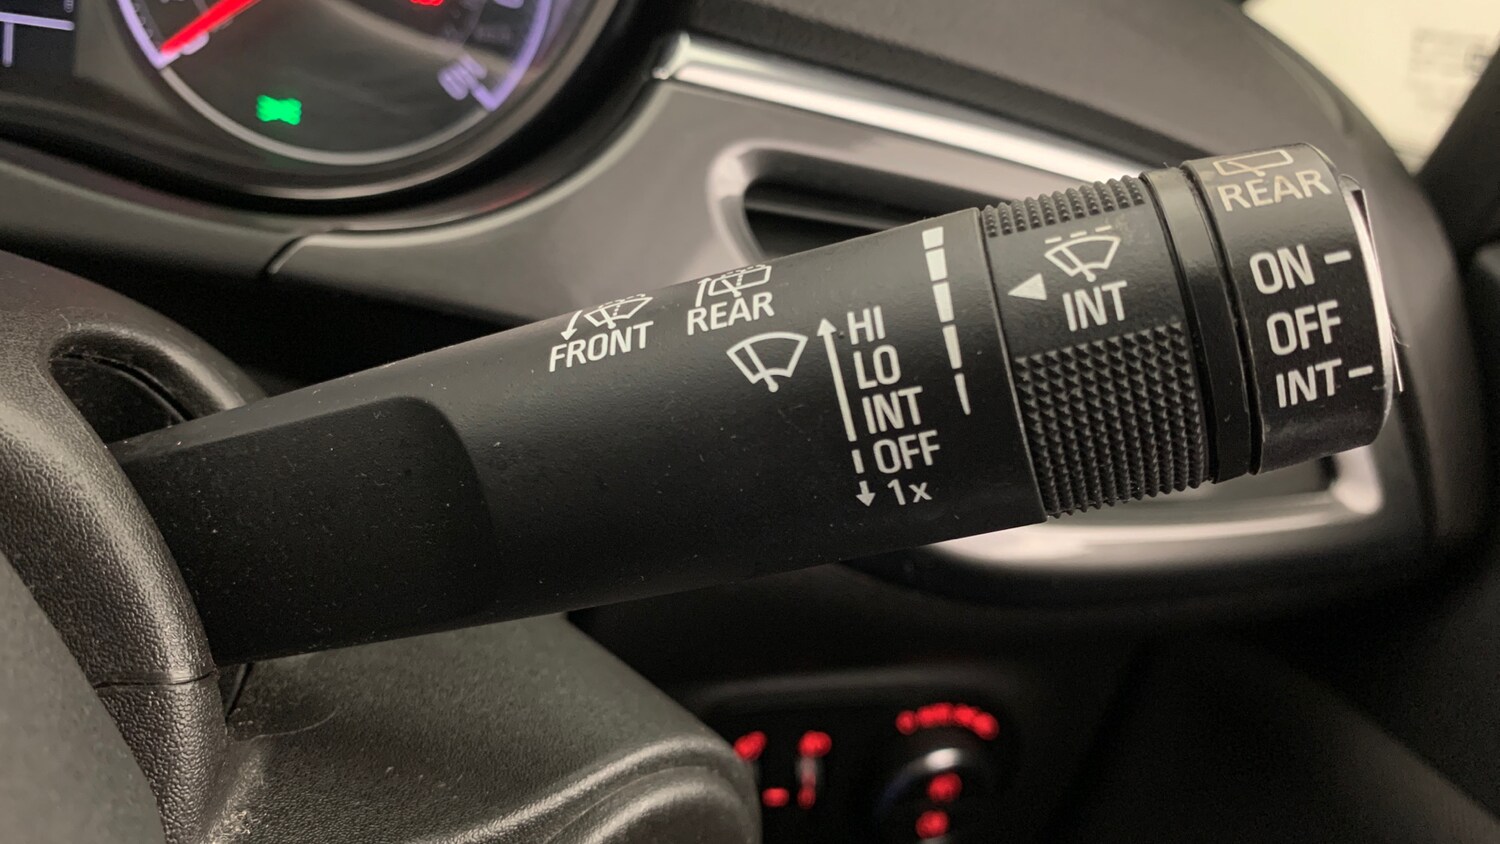 FRONT
REAR
HI
LO
INT
OFF
1x
INT
REAR
ON
OFF
INT